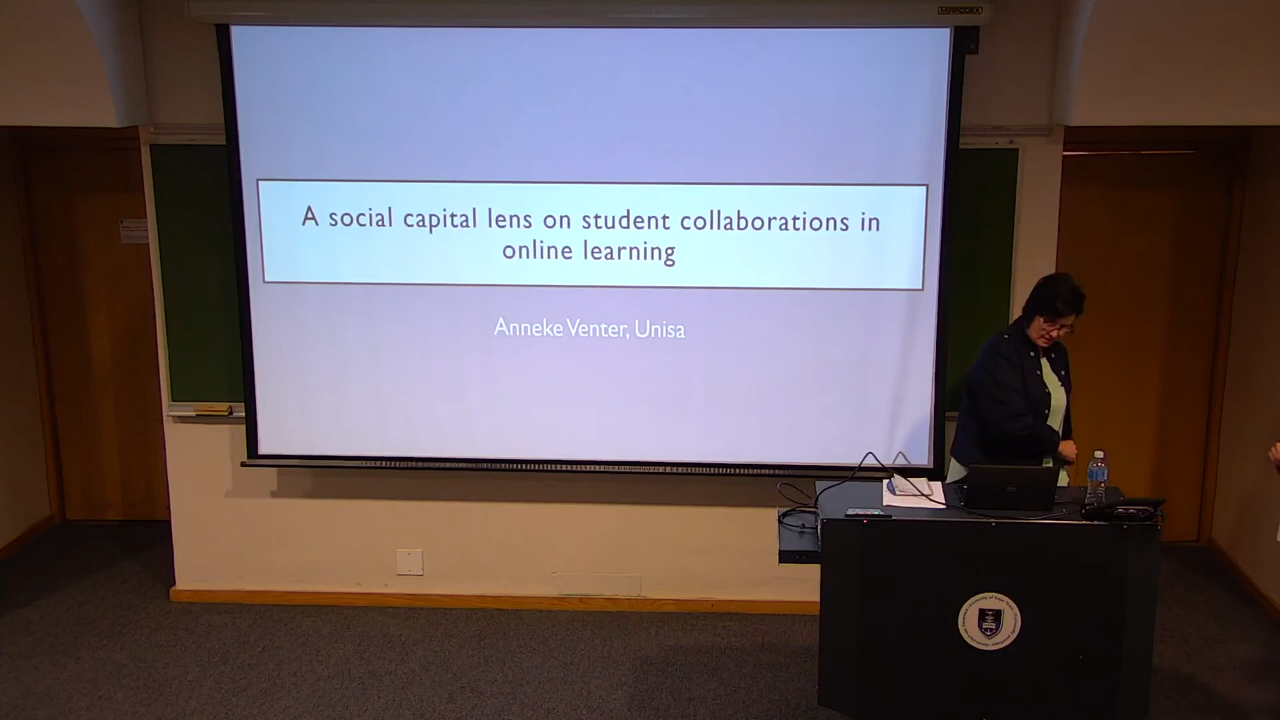 A social capital lens on student collaborations in
online learning
Anneke Venter, Unisa